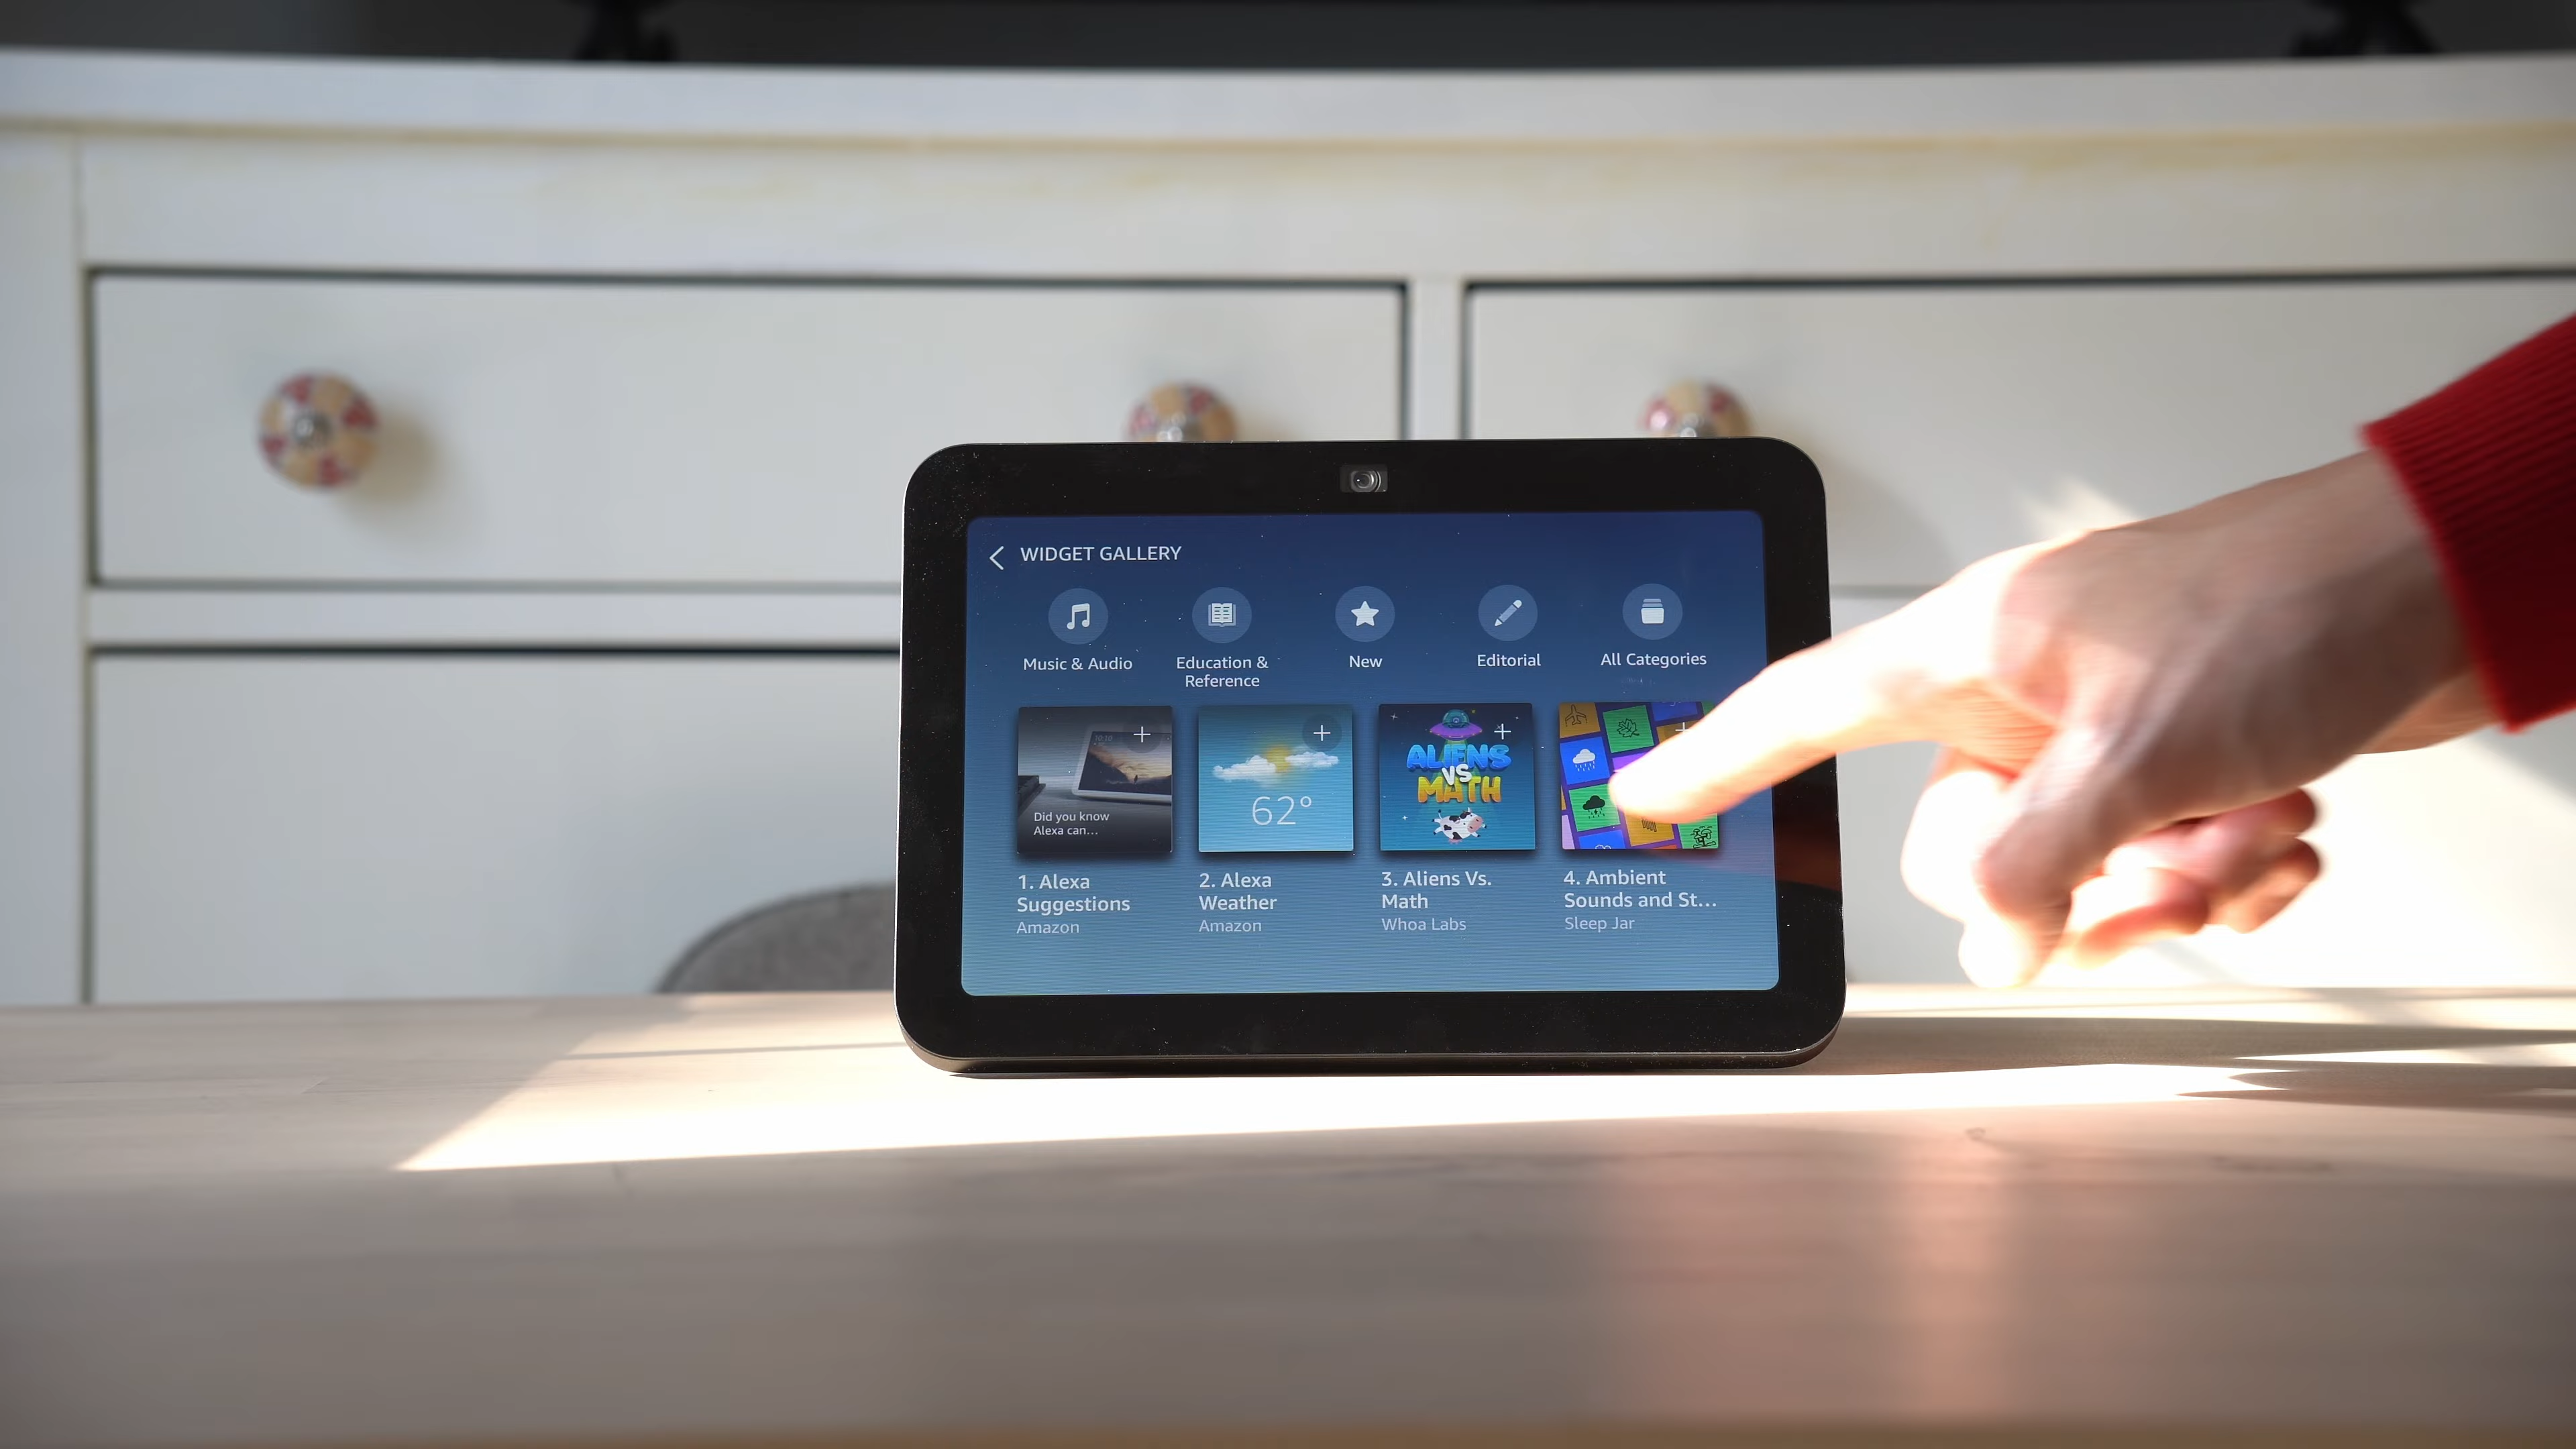 WIDGET GALLERY
Music & Audio
Education &
Reference
New
Editorial
All Categories
Did you know
Alexa can...
62°
ALIENS
VS
MATH
1. Alexa
Suggestions
Amazon
2. Alexa
Weather
Amazon
3. Aliens Vs.
Math
Whoa Labs
4. Ambient
Sounds and St...
Sleep Jar